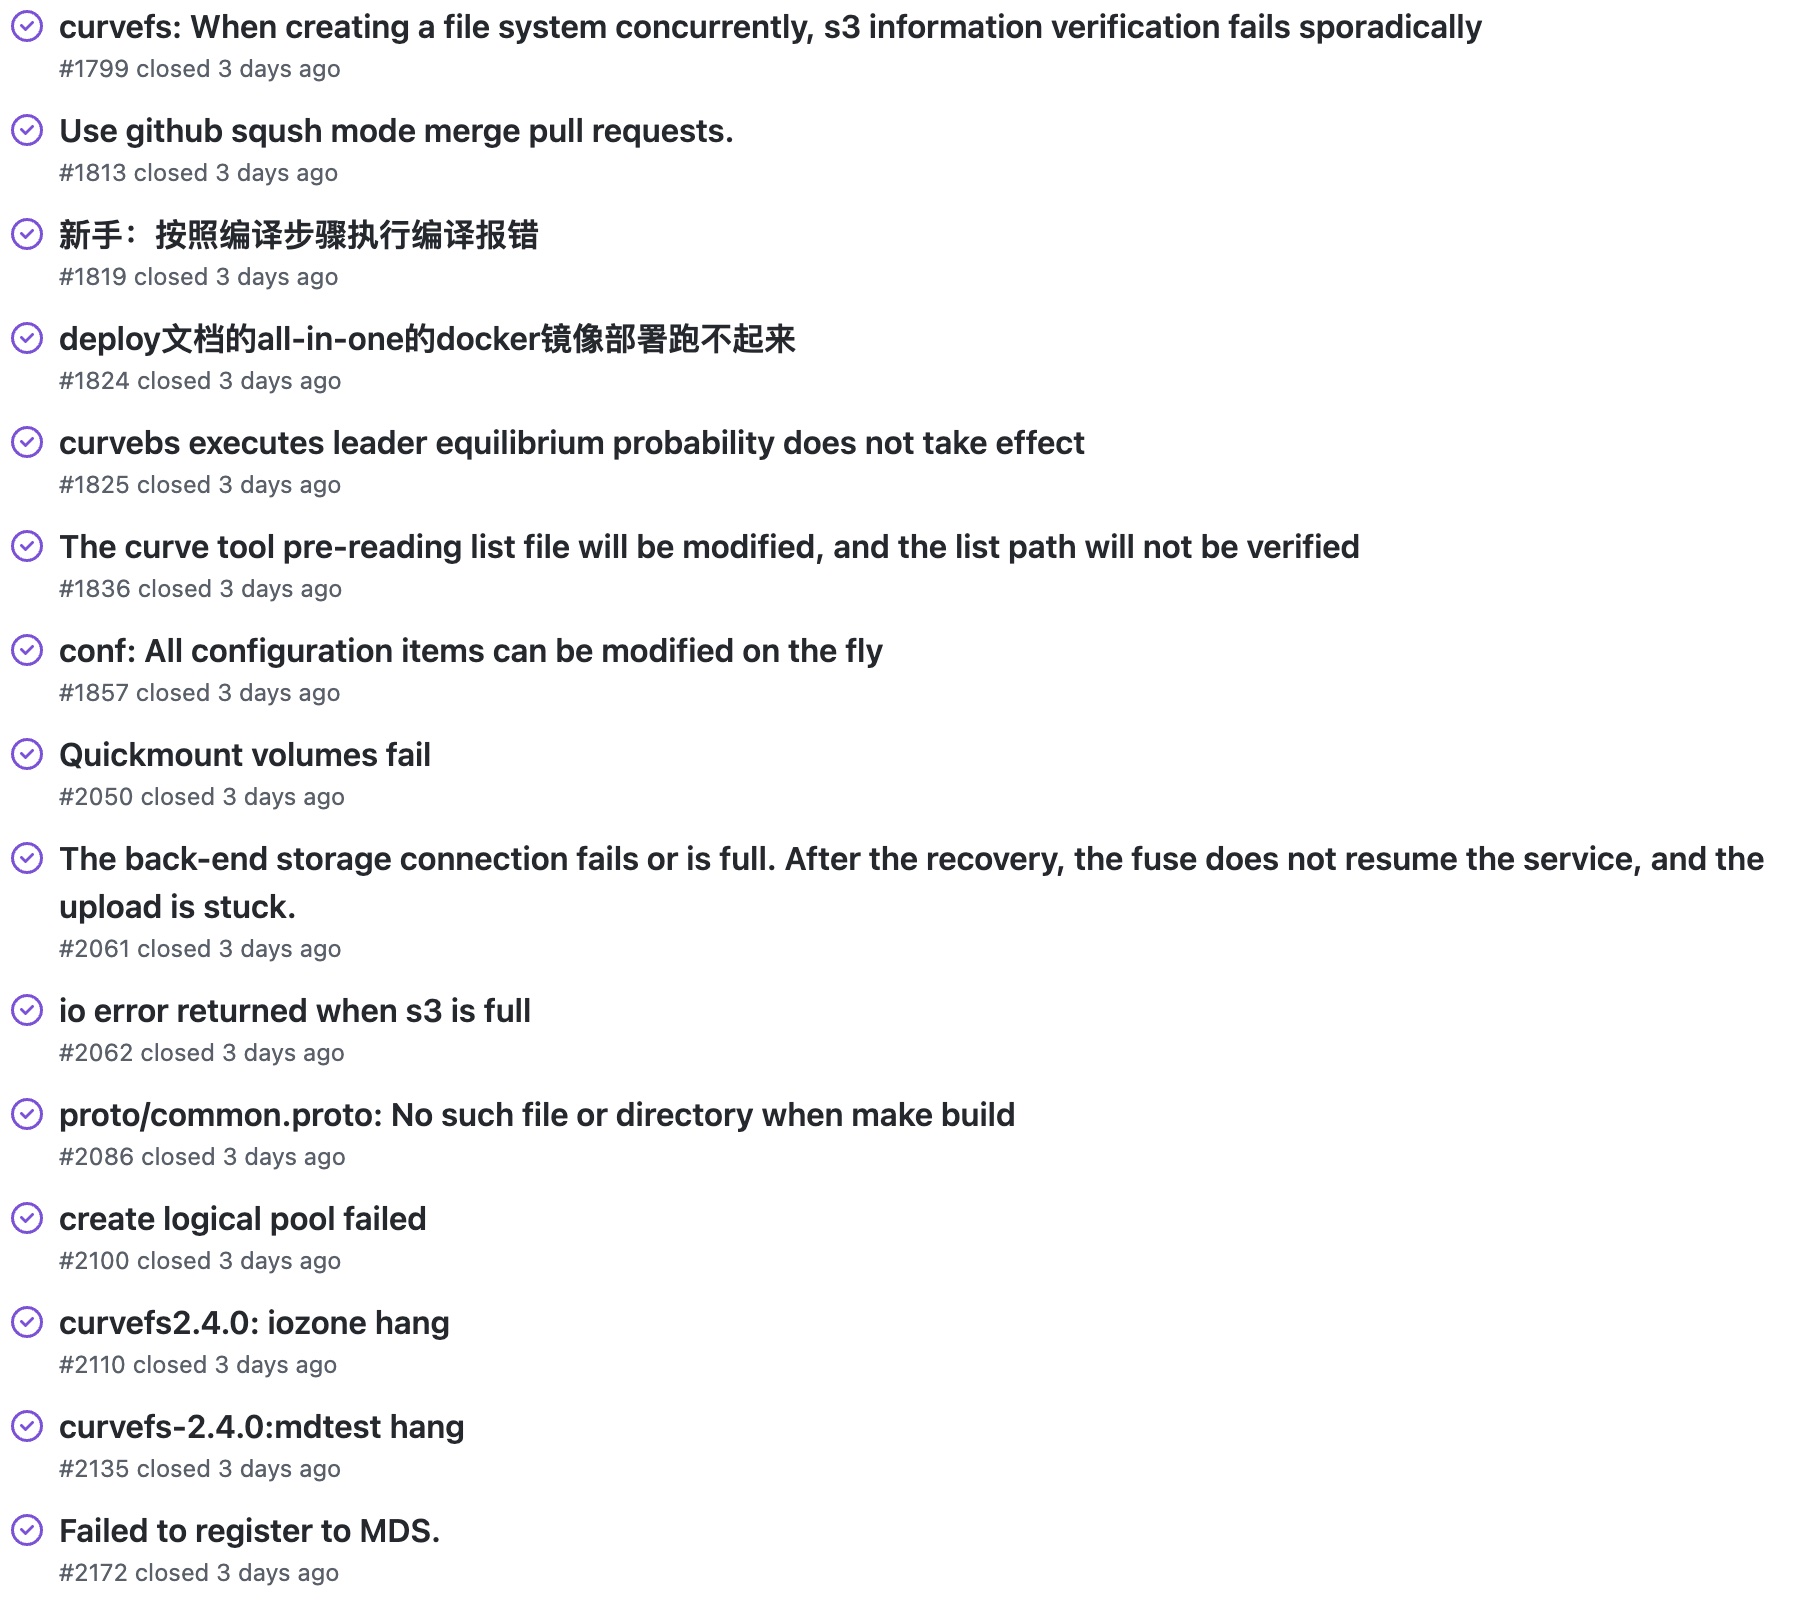 curvefs: When creating a file system concurrently, s3 information verification fails sporadically
#1799 closed 3 days ago
Use github sqush mode merge pull requests.
#1813 closed 3 days ago
新手：按照编译步骤执行编译报错
#1819 closed 3 days ago
deploy文档的all-in-one的docker镜像部署跑不起来
#1824 closed 3 days ago
curvebs executes leader equilibrium probability does not take effect
#1825 closed 3 days ago
The curve tool pre-reading list file will be modified, and the list path will not be verified
#1836 closed 3 days ago
conf: All configuration items can be modified on the fly
#1857 closed 3 days ago
Quickmount volumes fail
#2050 closed 3 days ago
The back-end storage connection fails or is full. After the recovery, the fuse does not resume the service, and the
upload is stuck.
#2061 closed 3 days ago
io error returned when s3 is full
#2062 closed 3 days ago
proto/common.proto: No such file or directory when make build
#2086 closed 3 days ago
create logical pool failed
#2100 closed 3 days ago
curvefs2.4.0: iozone hang
#2110 closed 3 days ago
curvefs-2.4.0:mdtest hang
#2135 closed 3 days ago
Failed to register to MDS.
#2172 closed 3 days ago